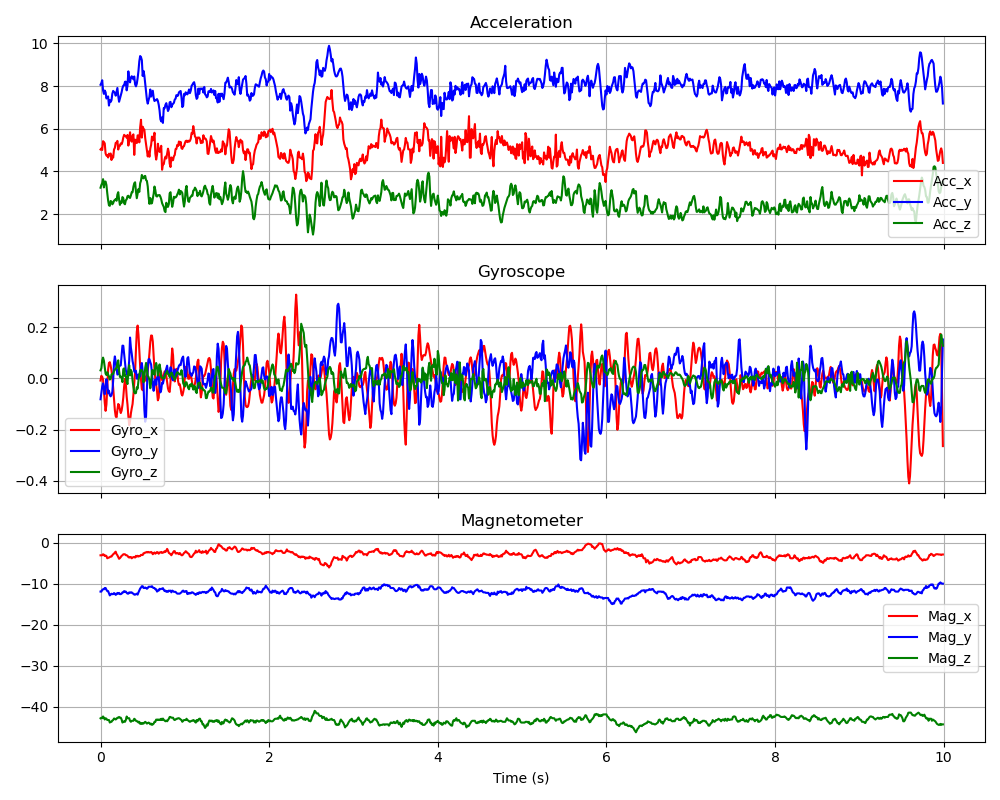 Acceleration
10
8
6
4
2
Acc_x
Acc_y
Acc_z
Gyroscope
0.2
0.0
−0.2
−0.4
Gyro_x
Gyro_y
Gyro_z
Magnetometer
0
−10
−20
−30
−40
Mag_x
Mag_y
Mag_z
0 2 4 6 8 10
Time (s)